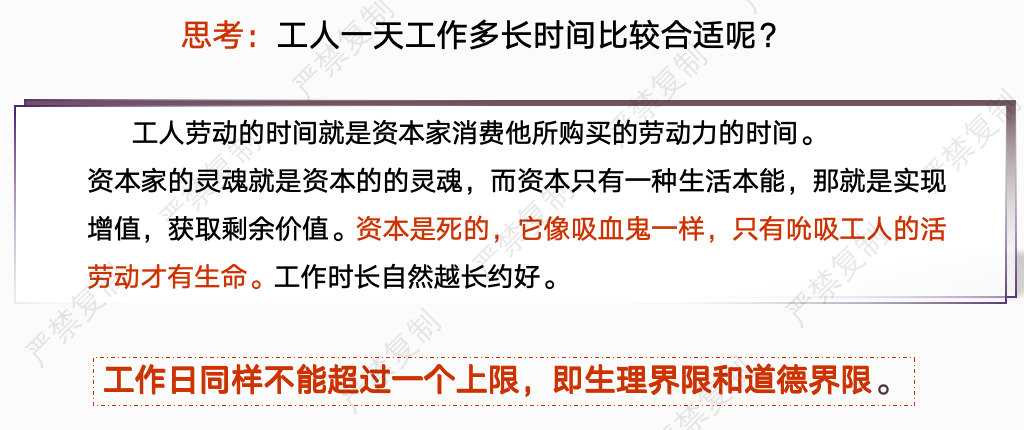 思考：工人一天工作多长时间比较合适呢？
工人劳动的时间就是资本家消费他所购买的劳动力的时间。
资本家的灵魂就是资本的的灵魂，而资本只有一种生活本能，那就是实现
增值，获取剩余价值。资本是死的，它像吸血鬼一样，只有吮吸工人的活
劳动才有生命。工作时长自然越长约好。
工作日同样不能超过一个上限，即生理界限和道德界限。
严禁复制
严禁复制
严禁复制
严禁复制
严禁复制
严禁复制
严禁复制
严禁复制
严禁复制